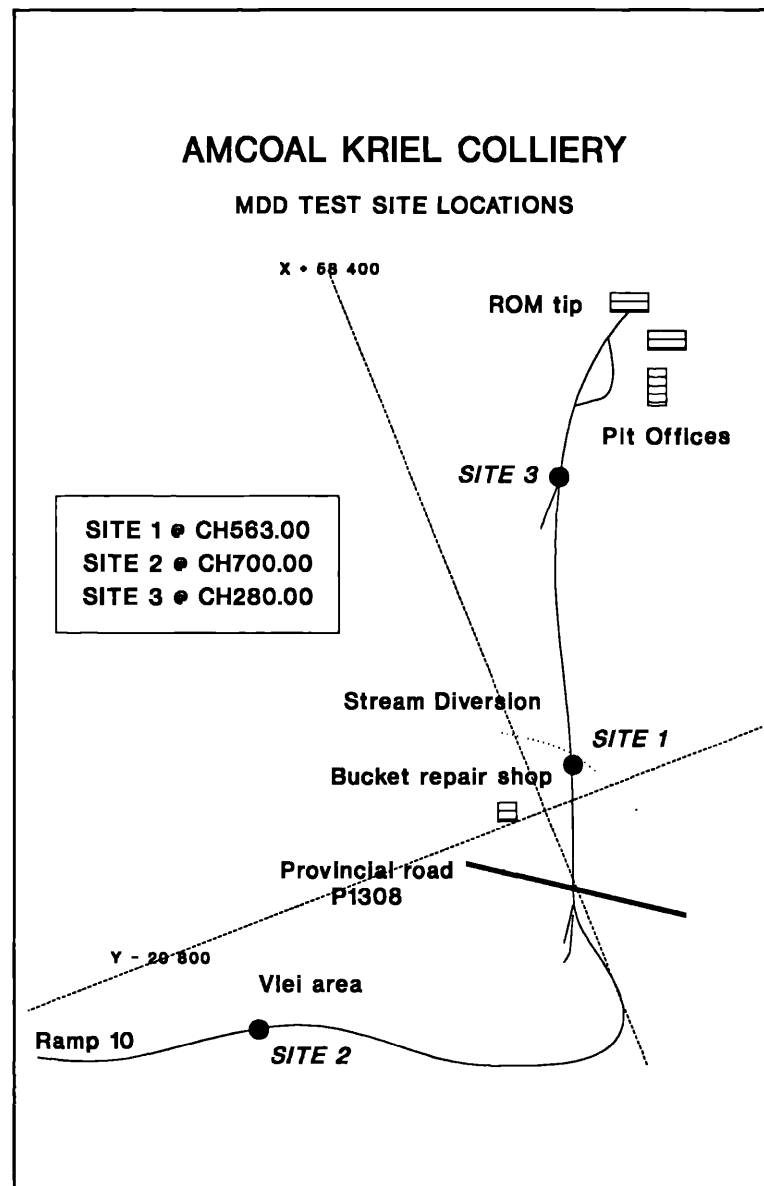 AMCOAL KRIEL COLLIERY
MDD TEST SITE LOCATIONS
X + 58 400
ROM tip
Pit Offices
SITE 3
SITE 1 @ CH563.00
SITE 2 @ CH700.00
SITE 3 @ CH280.00
Stream Diversion
SITE 1
Bucket repair shop
Provincial road
P1308
Y - 29 800
Vlei area
Ramp 10
SITE 2